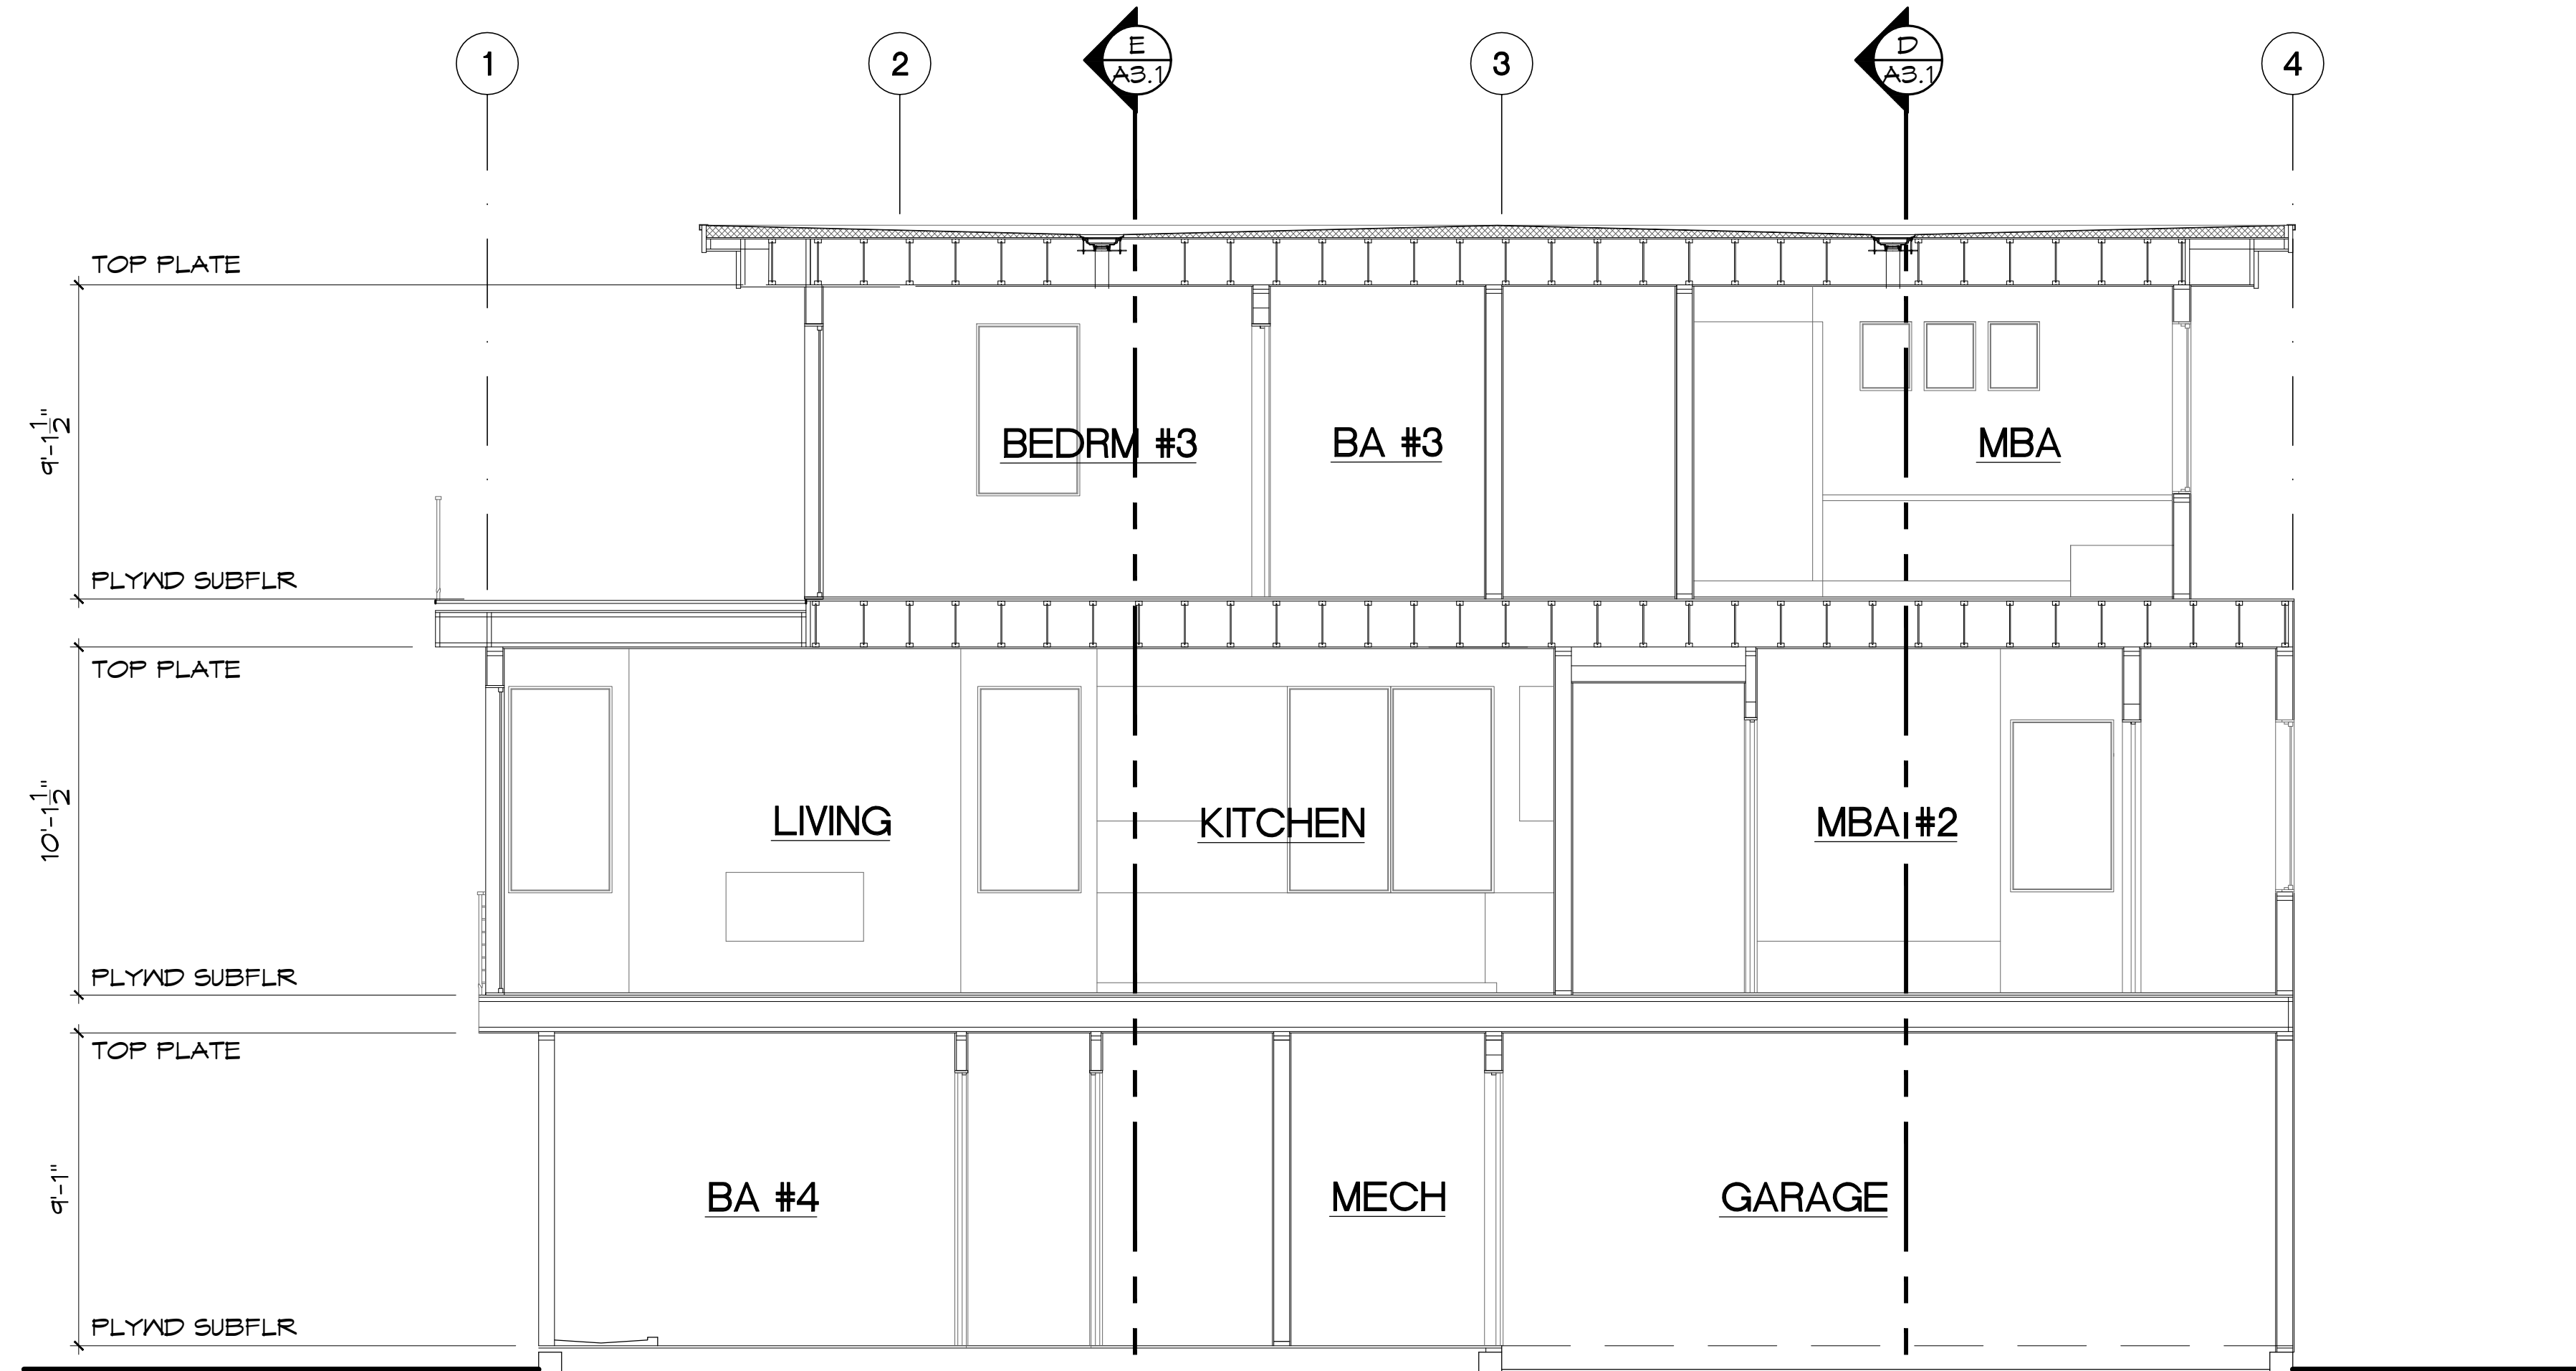 1
2
E
A3.1
3
D
A3.1
4
TOP PLATE
9'-1 1/2"
BEDRM #3
BA #3
MBA
PLYWD SUBFLR
TOP PLATE
10'-1 1/2"
LIVING
KITCHEN
MBA #2
PLYWD SUBFLR
TOP PLATE
9'-1"
BA #4
MECH
GARAGE
PLYWD SUBFLR